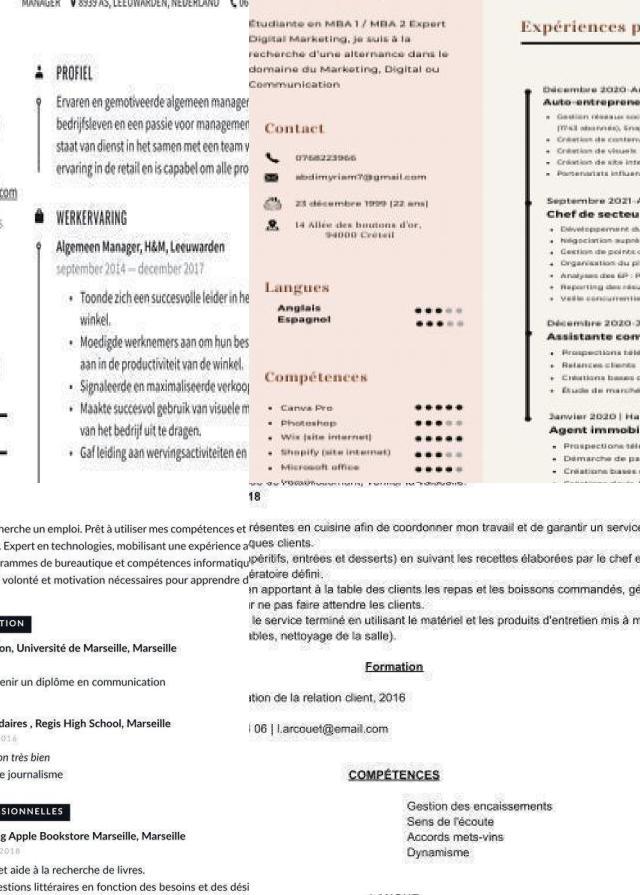 MANAGER 8939 AS, LEEUWARDEN, NEDERLAND 06
PROFIEL
Ervaren en gemotiveerde algemeen manager
bedrijfsleven en een passie voor managemen
staat van dienst in het samen met een team v
ervaring in de retail en is capabel om alle pro
com
WERKERVARING
Algemeen Manager, H&M, Leeuwarden
september 2014 — december 2017
• Toonde zich een succesvolle leider in he
winkel.
• Moedigde werknemers aan om hun bes
aan in de productiviteit van de winkel.
• Signaleerde en maximaliseerde verkoop
• Maakte succesvol gebruik van visuele m
van het bedrijf uit te dragen.
• Gaf leiding aan wervingsactiviteiten en
Étudiante en MBA 1 / MBA 2 Expert
Digital Marketing, je suis à la
recherche d'une alternance dans le
domaine du Marketing, Digital ou
Communication
Contact
0768223966
abdimyriam7@gmail.com
23 décembre 1999 (22 ans)
14 Allée des boutons d'or,
94000 Créteil
Langues
Anglais
Espagnol
Compétences
• Canva Pro
• Photoshop
• Wix (site internet)
• Shopify (site internet)
• Microsoft office
Expériences p
Décembre 2020-A
Auto-entreprene
• Gestion réseaux soc
(1743 abonnés), Sna
• Création de conten
• Création de visuels
• Création de site inte
• Partenariats influen
Septembre 2021-A
Chef de secteu
• Développement du
• Négociation auprè
• Gestion de points d
• Organisation du pl
• Analyses des 6P : P
• Reporting des résu
• Veille concurrentie
Décembre 2020-J
Assistante com
• Prospections télé
• Relances clients
• Créations bases d
• Étude de marché
Janvier 2020 | Ha
Agent immobi
• Prospections télé
• Démarche de pa
• Créations bases
herche un emploi. Prêt à utiliser mes compétences et
. Expert en technologies, mobilisant une expérience a
rammes de bureautique et compétences informatiqu
volonté et motivation nécessaires pour apprendre d
TION
on, Université de Marseille, Marseille
enir un diplôme en communication
daires , Regis High School, Marseille
016
on très bien
e journalisme
SIONNELLES
g Apple Bookstore Marseille, Marseille
2018
et aide à la recherche de livres.
estions littéraires en fonction des besoins et des dési
18
résentes en cuisine afin de coordonner mon travail et de garantir un service
ques clients.
péritifs, entrées et desserts) en suivant les recettes élaborées par le chef e
ératoire défini.
en apportant à la table des clients les repas et les boissons commandés, gé
r ne pas faire attendre les clients.
le service terminé en utilisant le matériel et les produits d'entretien mis à m
ables, nettoyage de la salle).
Formation
tion de la relation client, 2016
06 | l.arcouet@email.com
COMPÉTENCES
Gestion des encaissements
Sens de l'écoute
Accords mets-vins
Dynamisme